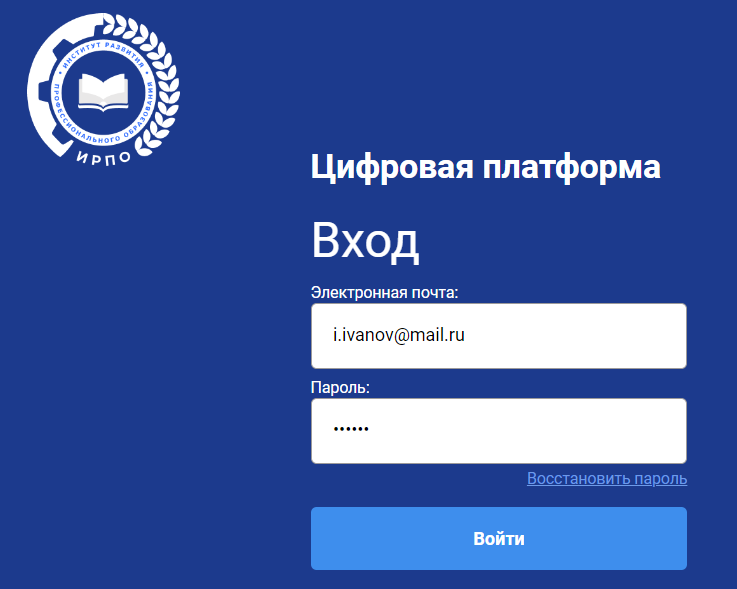 • ИНСТИТУТ РАЗВИТИЯ •
ПРОФЕССИОНАЛЬНОГО ОБРАЗОВАНИЯ
ИРПО
Цифровая платформа
Вход
Электронная почта:
i.ivanov@mail.ru
Пароль:
••••••
Восстановить пароль
Войти